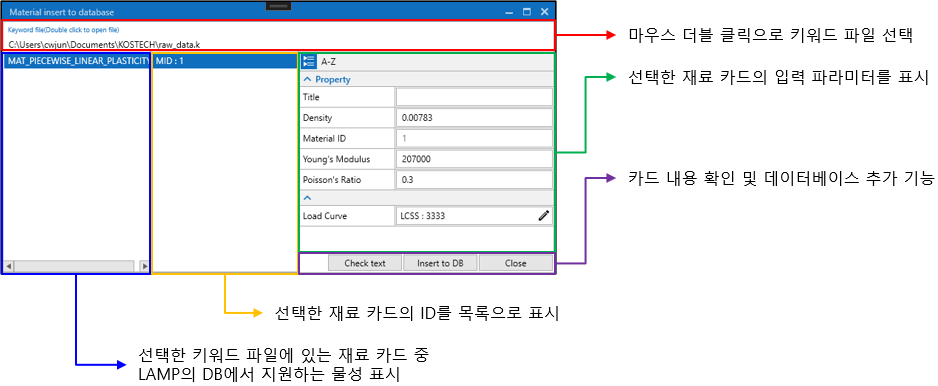 Material insert to database
Keyword file(Double click to open file)
C:\Users\cwjun\Documents\KOSTECH\raw_data.k
마우스 더블 클릭으로 키워드 파일 선택
MAT_PIECEWISE_LINEAR_PLASTICITY
MID : 1
A-Z
Property
Title
Density 0.00783
Material ID 1
Young's Modulus 207000
Poisson's Ratio 0.3
Load Curve LCSS : 3333
선택한 재료 카드의 입력 파라미터를 표시
카드 내용 확인 및 데이터베이스 추가 기능
Check text Insert to DB Close
선택한 재료 카드의 ID를 목록으로 표시
선택한 키워드 파일에 있는 재료 카드 중
LAMP의 DB에서 지원하는 물성 표시